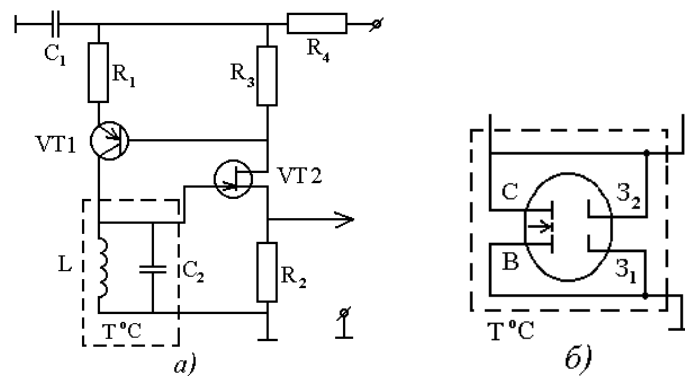 C₁
R₁
R₃
R₄
VT1
VT2
L
C₂
R₂
T°C
а)
С
В
З₂
З₁
T°C
б)